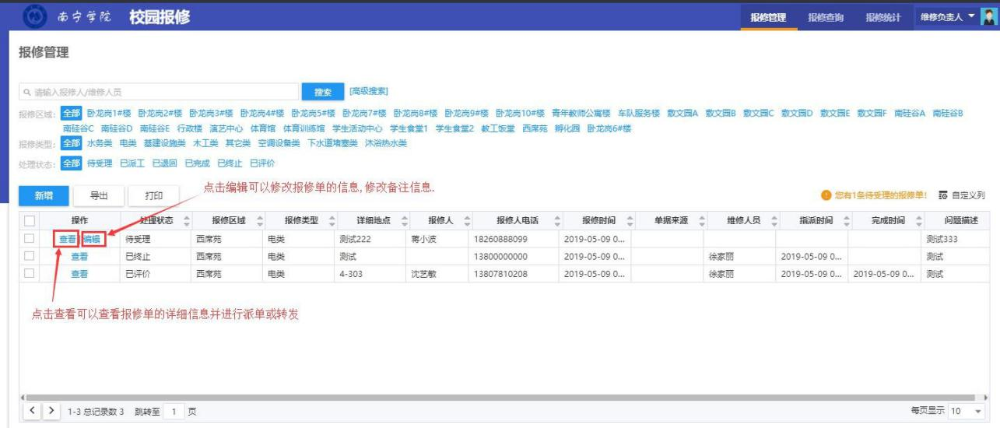 南宁学院 校园报修 报修管理 报修查询 报修统计 维修负责人
报修管理
请输入报修人/维修人员 搜索 [高级搜索]
报修区域: 全部 卧龙岗1#楼 卧龙岗2#楼 卧龙岗3#楼 卧龙岗4#楼 卧龙岗5#楼 卧龙岗7#楼 卧龙岗8#楼 卧龙岗9#楼 卧龙岗10#楼 青年教师公寓楼 车队服务楼 敷文园A 敷文园B 敷文园C 敷文园D 敷文园E 敷文园F 南硅谷A 南硅谷B
南硅谷C 南硅谷D 南硅谷E 行政楼 演艺中心 体育馆 体育训练馆 学生活动中心 学生食堂1 学生食堂2 教工饭堂 西席苑 孵化园 卧龙岗6#楼
报修类型: 全部 水务类 电类 基建设施类 木工类 其它类 空调设备类 下水道堵塞类 沐浴热水类
处理状态: 全部 待受理 已派工 已退回 已完成 已终止 已评价
点击编辑可以修改报修单的信息, 修改备注信息.
新增 导出 打印 您有1条待受理的报修单! 自定义列
操作 处理状态 报修区域 报修类型 详细地点 报修人 报修人电话 报修时间 单据来源 维修人员 指派时间 完成时间 问题描述
查看 编辑 待受理 西席苑 电类 测试222 蒋小波 18260888099 2019-05-09 0... 测试333
查看 已终止 西席苑 电类 测试 13800000000 2019-05-09 0... 徐家丽 2019-05-09 0... 测试
查看 已评价 西席苑 电类 4-303 沈艺敏 13807810208 2019-05-09 0... 徐家丽 2019-05-09 0... 2019-05-09 0... 测试
点击查看可以查看报修单的详细信息并进行派单或转发
1-3 总记录数 3 跳转至 1 页 每页显示 10